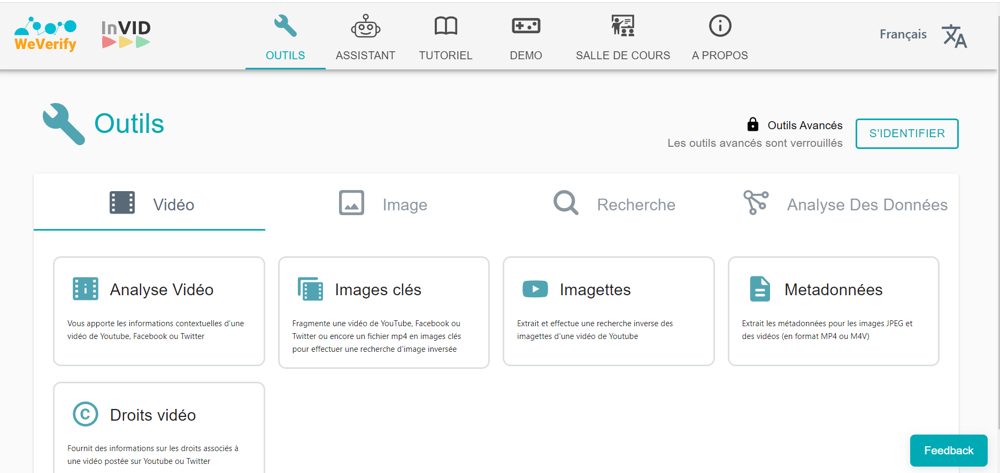 WeVerify
InVID
OUTILS
ASSISTANT
TUTORIEL
DEMO
SALLE DE COURS
A PROPOS
Français
Outils
Outils Avancés
Les outils avancés sont verrouillés
S'IDENTIFIER
Vidéo
Image
Recherche
Analyse Des Données
Analyse Vidéo
Vous apporte les informations contextuelles d'une
vidéo de Youtube, Facebook ou Twitter
Images clés
Fragmente une vidéo de YouTube, Facebook ou
Twitter ou encore un fichier mp4 en images clés
pour effectuer une recherche d'image inversée
Imagettes
Extrait et effectue une recherche inverse des
imagettes d'une vidéo de Youtube
Metadonnées
Extrait les métadonnées pour les images JPEG et
des vidéos (en format MP4 ou M4V)
Droits vidéo
Fournit des informations sur les droits associés à
une vidéo postée sur Youtube ou Twitter
Feedback